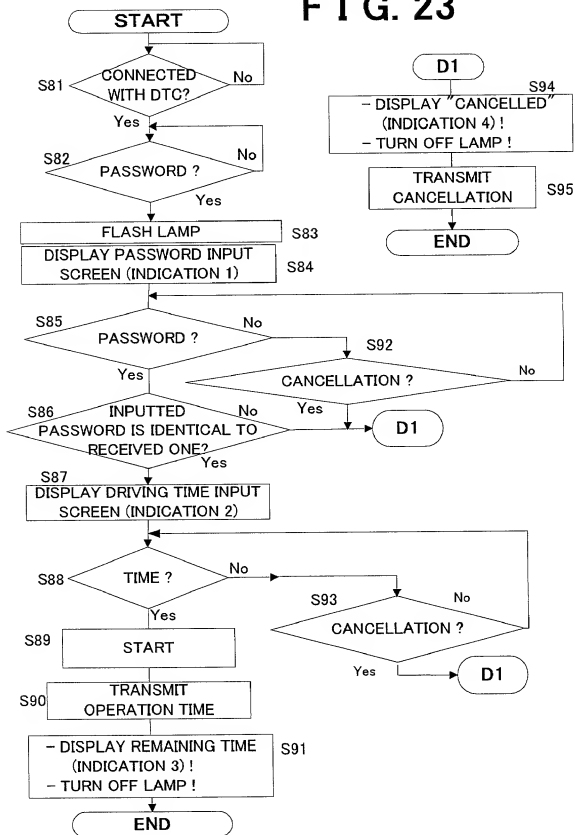 F I G. 23
START
S81
CONNECTED
WITH DTC?
No
Yes
S82
PASSWORD ?
No
Yes
FLASH LAMP
S83
DISPLAY PASSWORD INPUT
SCREEN (INDICATION 1)
S84
S85
PASSWORD ?
No
Yes
S92
CANCELLATION ?
No
Yes
D1
S86
INPUTTED
PASSWORD IS IDENTICAL TO
RECEIVED ONE?
No
Yes
S87
DISPLAY DRIVING TIME INPUT
SCREEN (INDICATION 2)
S88
TIME ?
No
Yes
S93
CANCELLATION ?
No
Yes
D1
S89
START
S90
TRANSMIT
OPERATION TIME
- DISPLAY REMAINING TIME
(INDICATION 3) !
- TURN OFF LAMP !
S91
END
D1
S94
- DISPLAY "CANCELLED"
(INDICATION 4) !
- TURN OFF LAMP !
TRANSMIT
CANCELLATION
S95
END